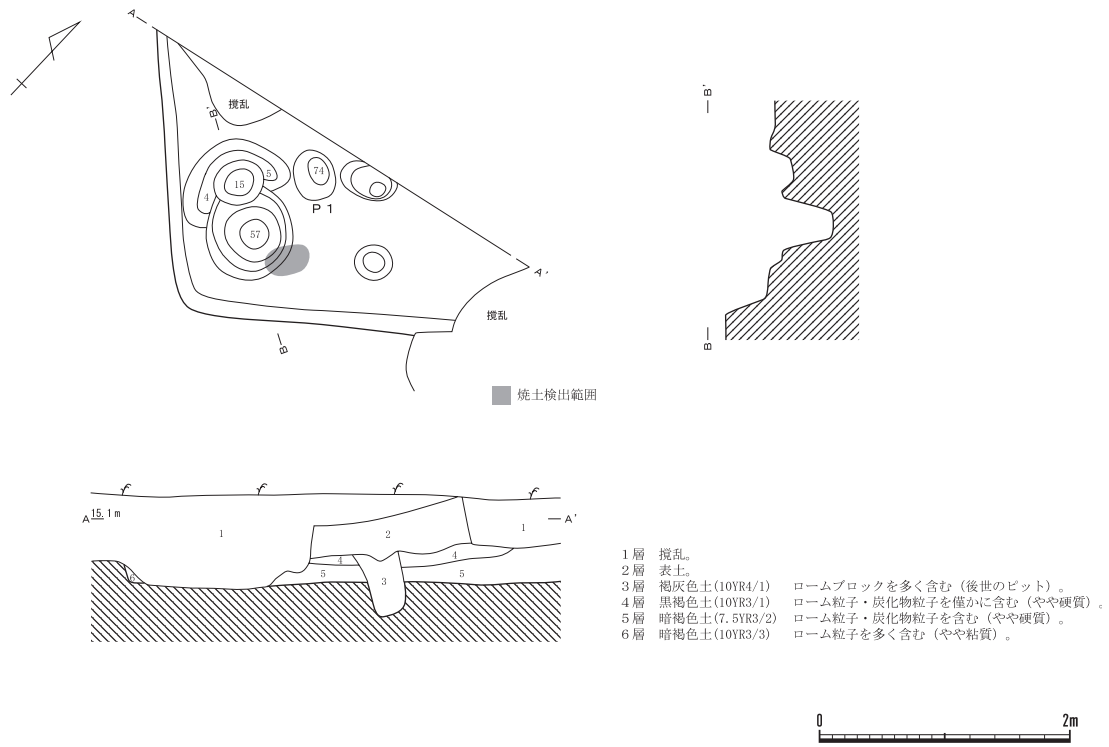 A
撹乱
B'
5
74
15
4
P1
57
A'
撹乱
B
B'
B
焼土検出範囲
A 15.1m
A'
1
2
1
4
4
3
5
5
6
1層 撹乱。
2層 表土。
3層 褐灰色土(10YR4/1) ロームブロックを多く含む(後世のピット)。
4層 黒褐色土(10YR3/1) ローム粒子・炭化物粒子を僅かに含む(やや硬質)。
5層 暗褐色土(7.5YR3/2) ローム粒子・炭化物粒子を含む(やや硬質)。
6層 暗褐色土(10YR3/3) ローム粒子を多く含む(やや粘質)。
0 2m